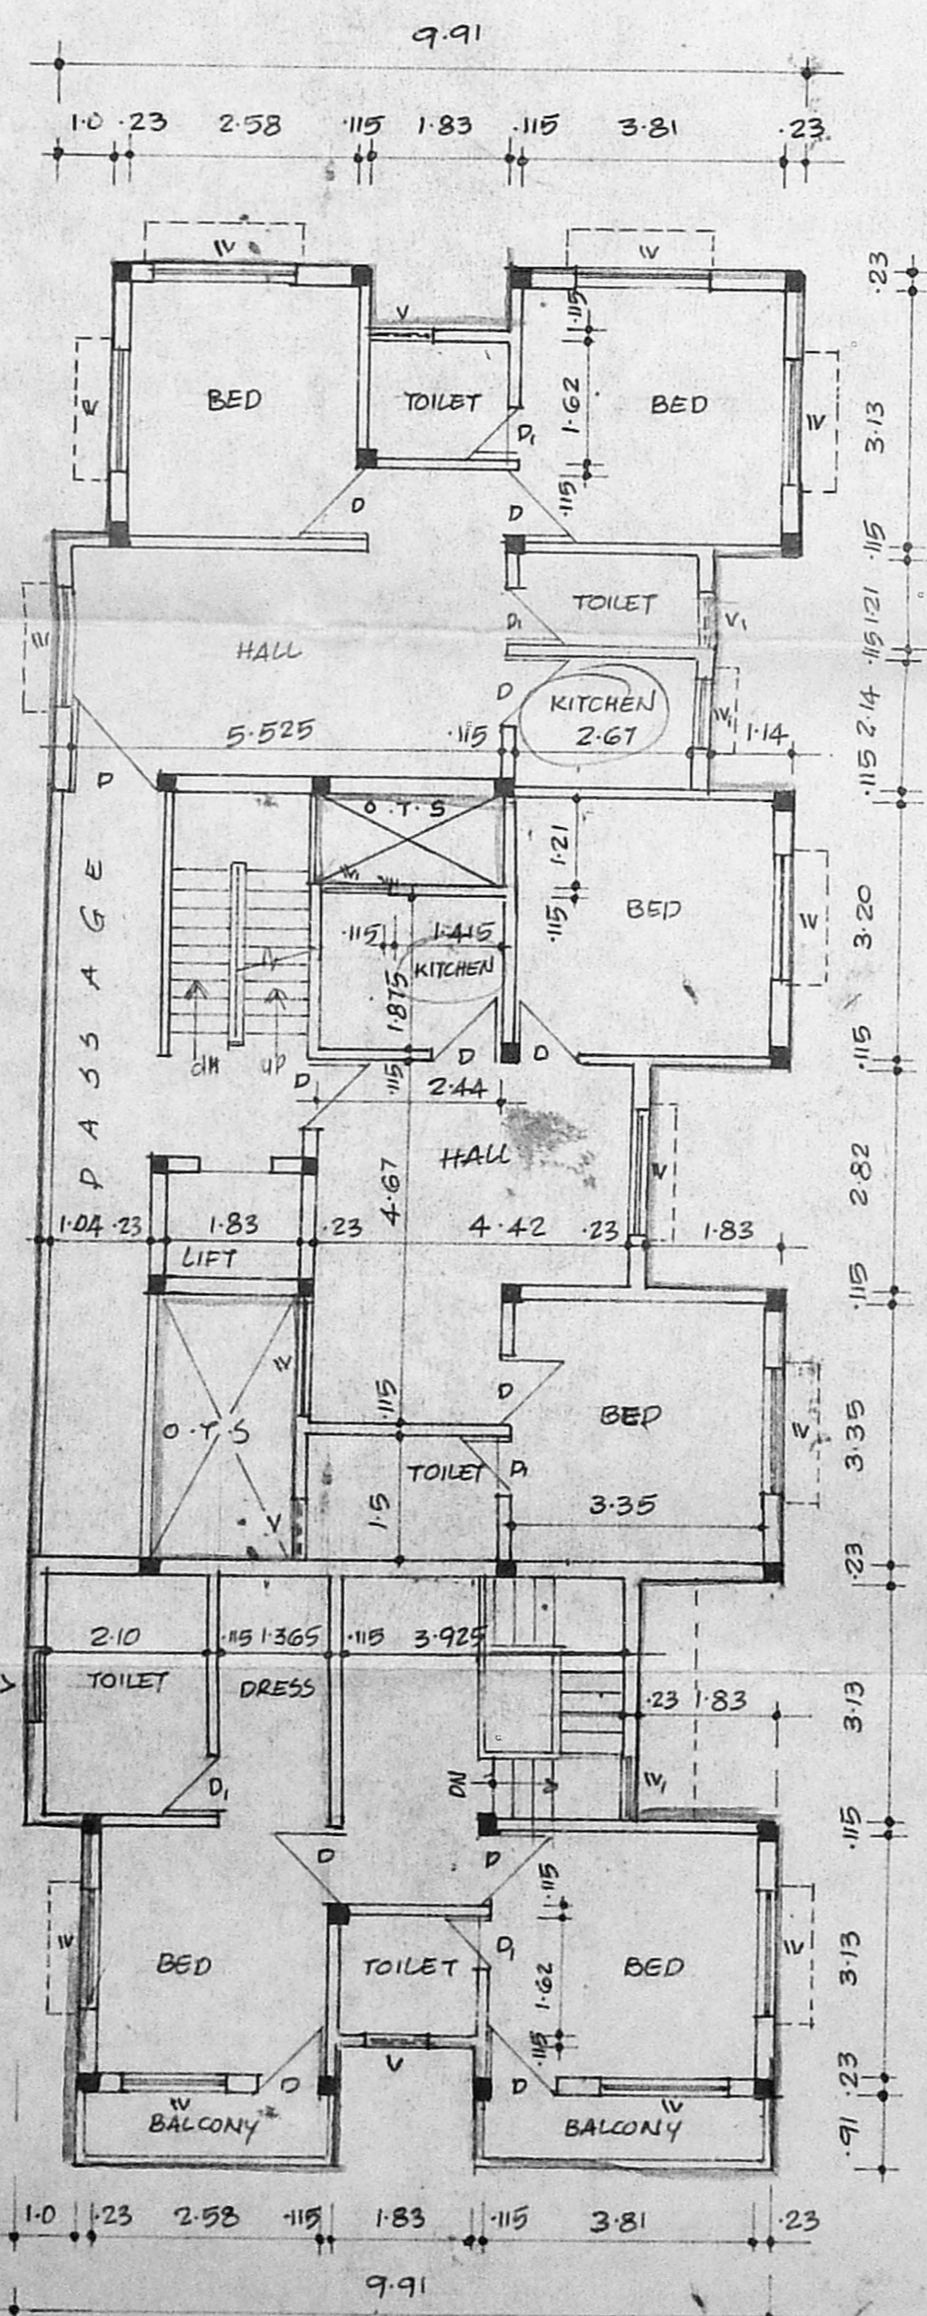 9.91
1.0 .23 2.58 .115 1.83 .115 3.81 .23
W W
.23
V
.115
W BED TOILET 1.62 BED W
3.13
D1
.115
D D
.115
TOILET
D1 V1
1.21
W HALL
.115
D KITCHEN W1
5.525 .115 2.67 1.14
2.14
D
.115
O.T.S
PASSAGE
1.21
W1
BED W
.115 1.415 .115
3.20
KITCHEN
1.875
D D
dn up
.115
D .115 2.44
HALL W
4.67
2.82
1.04 .23 1.83 .23 4.42 .23 1.83
LIFT
.115
W
D
.115
BED W
O.T.S
3.35
TOILET D1
V 1.5 3.35
.23
2.10 .115 1.365 .115 3.925
V TOILET DRESS
.23 1.83
3.13
D1 DN W1
.115
D D
.115
W D1 W
BED TOILET BED
1.62
3.13
.115
V
D D
.23
W W
BALCONY BALCONY
.91
1.0 .23 2.58 .115 1.83 .115 3.81 .23
9.91